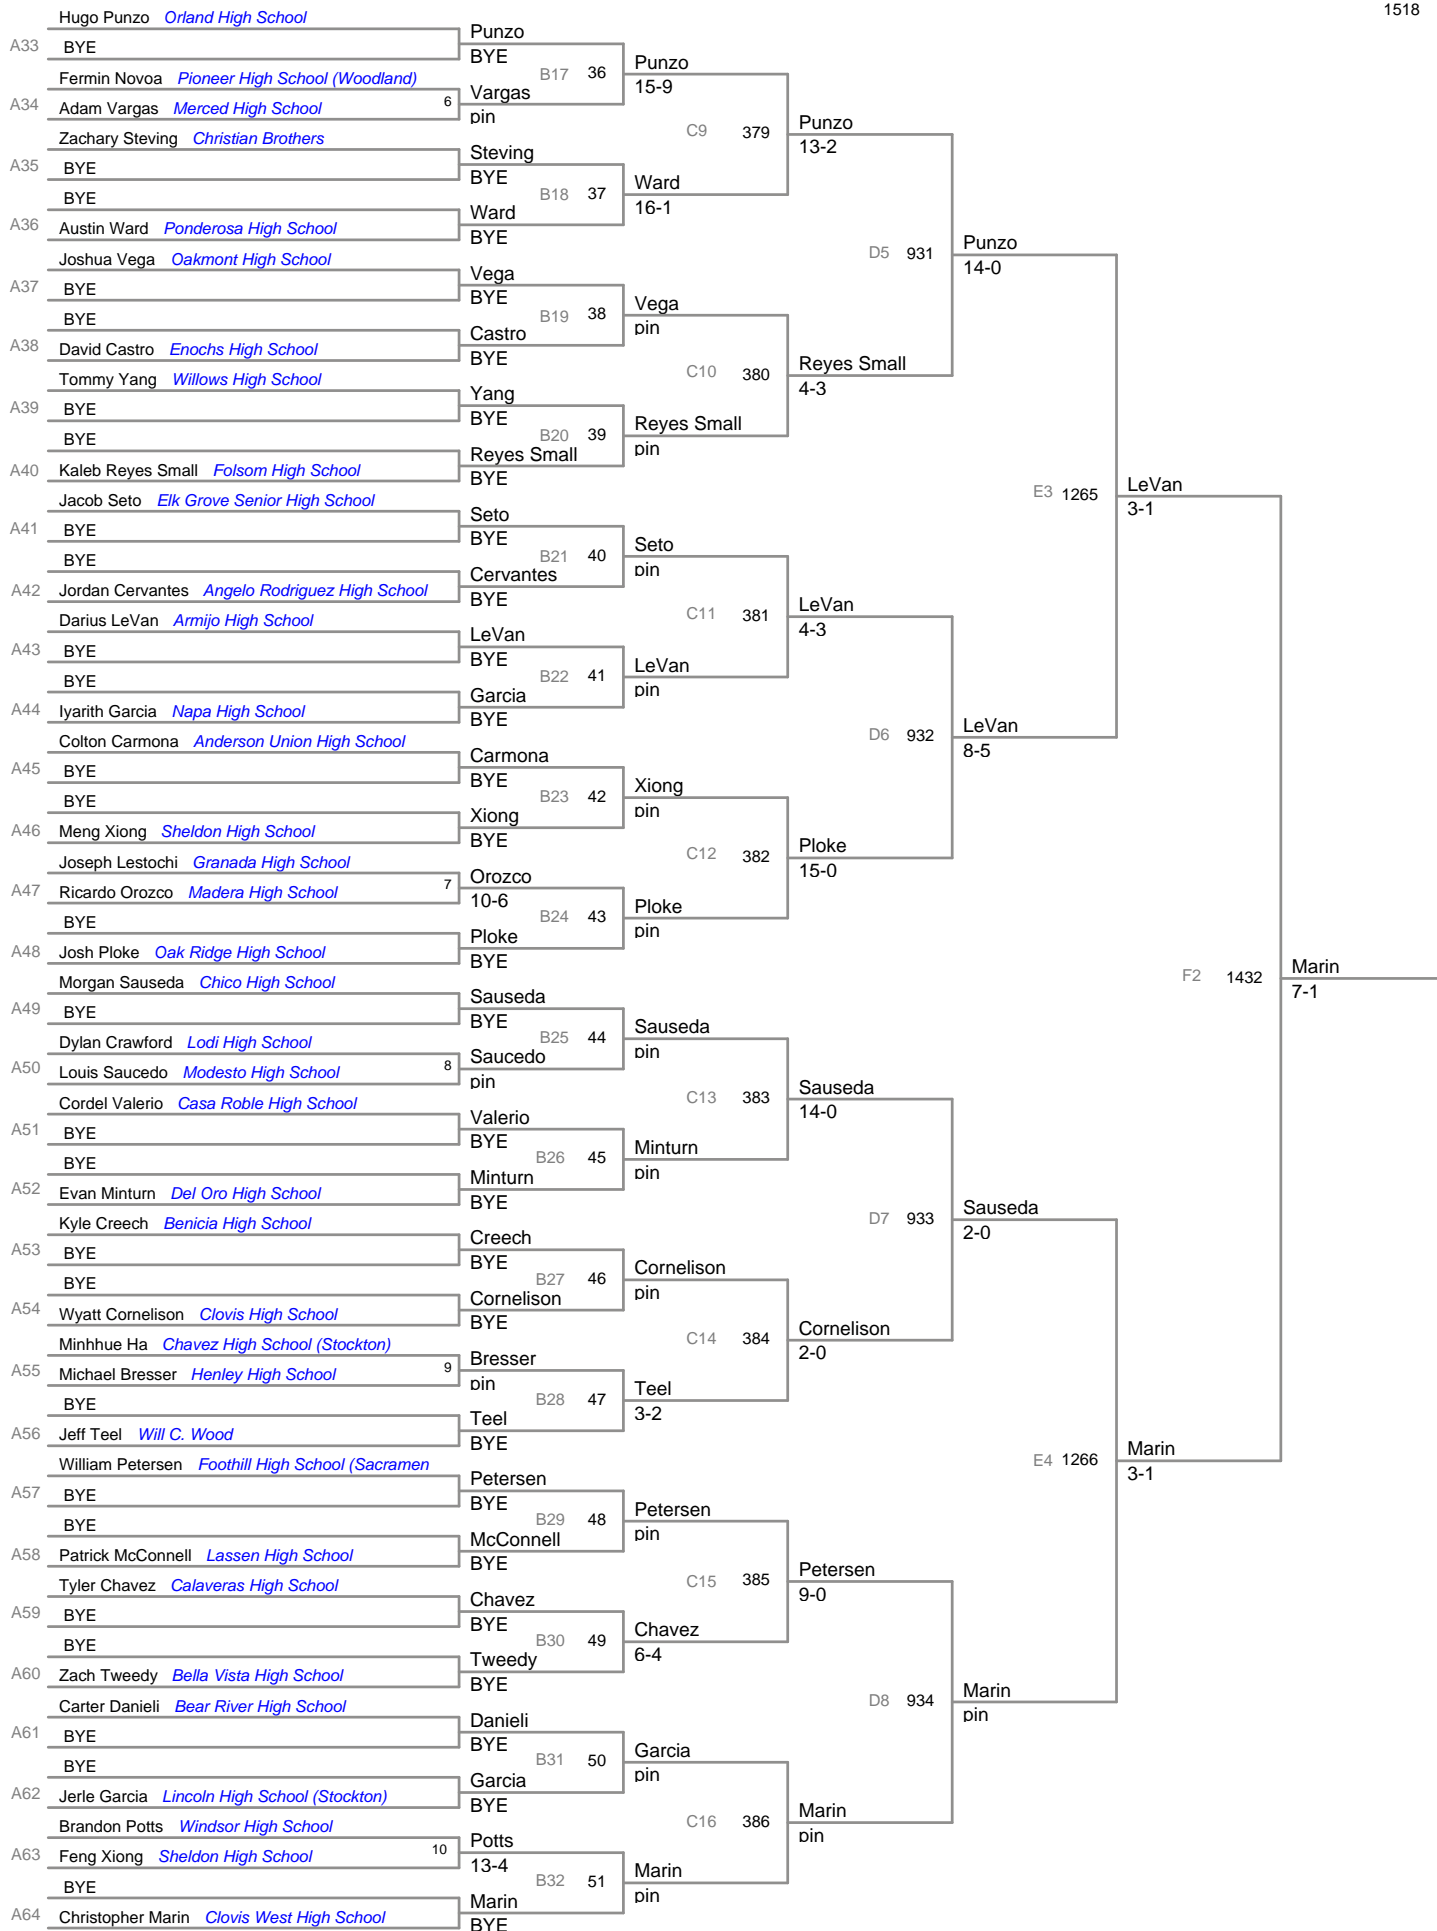 1518
Hugo Punzo Orland High School
A33 BYE
Punzo
BYE
Fermin Novoa Pioneer High School (Woodland)
A34 Adam Vargas Merced High School 6
Vargas
pin
B17 36
Punzo
15-9
Zachary Steving Christian Brothers
A35 BYE
Steving
BYE
BYE
A36 Austin Ward Ponderosa High School
Ward
BYE
B18 37
Ward
16-1
C9 379
Punzo
13-2
Joshua Vega Oakmont High School
A37 BYE
Vega
BYE
BYE
A38 David Castro Enochs High School
Castro
BYE
B19 38
Vega
pin
Tommy Yang Willows High School
A39 BYE
Yang
BYE
BYE
A40 Kaleb Reyes Small Folsom High School
Reyes Small
BYE
B20 39
Reyes Small
pin
C10 380
Reyes Small
4-3
D5 931
Punzo
14-0
Jacob Seto Elk Grove Senior High School
A41 BYE
Seto
BYE
BYE
A42 Jordan Cervantes Angelo Rodriguez High School
Cervantes
BYE
B21 40
Seto
pin
Darius LeVan Armijo High School
A43 BYE
LeVan
BYE
BYE
A44 Iyarith Garcia Napa High School
Garcia
BYE
B22 41
LeVan
pin
C11 381
LeVan
4-3
Colton Carmona Anderson Union High School
A45 BYE
Carmona
BYE
BYE
A46 Meng Xiong Sheldon High School
Xiong
BYE
B23 42
Xiong
pin
Joseph Lestochi Granada High School
A47 Ricardo Orozco Madera High School 7
Orozco
10-6
BYE
A48 Josh Ploke Oak Ridge High School
Ploke
BYE
B24 43
Ploke
pin
C12 382
Ploke
15-0
D6 932
LeVan
8-5
E3 1265
LeVan
3-1
Morgan Sauseda Chico High School
A49 BYE
Sauseda
BYE
Dylan Crawford Lodi High School
A50 Louis Saucedo Modesto High School 8
Saucedo
pin
B25 44
Sauseda
pin
Cordel Valerio Casa Roble High School
A51 BYE
Valerio
BYE
BYE
A52 Evan Minturn Del Oro High School
Minturn
BYE
B26 45
Minturn
pin
C13 383
Sauseda
14-0
Kyle Creech Benicia High School
A53 BYE
Creech
BYE
BYE
A54 Wyatt Cornelison Clovis High School
Cornelison
BYE
B27 46
Cornelison
pin
Minhhue Ha Chavez High School (Stockton)
A55 Michael Bresser Henley High School 9
Bresser
pin
BYE
A56 Jeff Teel Will C. Wood
Teel
BYE
B28 47
Teel
3-2
C14 384
Cornelison
2-0
D7 933
Sauseda
2-0
William Petersen Foothill High School (Sacramen
A57 BYE
Petersen
BYE
BYE
A58 Patrick McConnell Lassen High School
McConnell
BYE
B29 48
Petersen
pin
Tyler Chavez Calaveras High School
A59 BYE
Chavez
BYE
BYE
A60 Zach Tweedy Bella Vista High School
Tweedy
BYE
B30 49
Chavez
6-4
C15 385
Petersen
9-0
Carter Danieli Bear River High School
A61 BYE
Danieli
BYE
BYE
A62 Jerle Garcia Lincoln High School (Stockton)
Garcia
BYE
B31 50
Garcia
pin
Brandon Potts Windsor High School
A63 Feng Xiong Sheldon High School 10
Potts
13-4
BYE
A64 Christopher Marin Clovis West High School
Marin
BYE
B32 51
Marin
pin
C16 386
Marin
pin
D8 934
Marin
pin
E4 1266
Marin
3-1
F2 1432
Marin
7-1